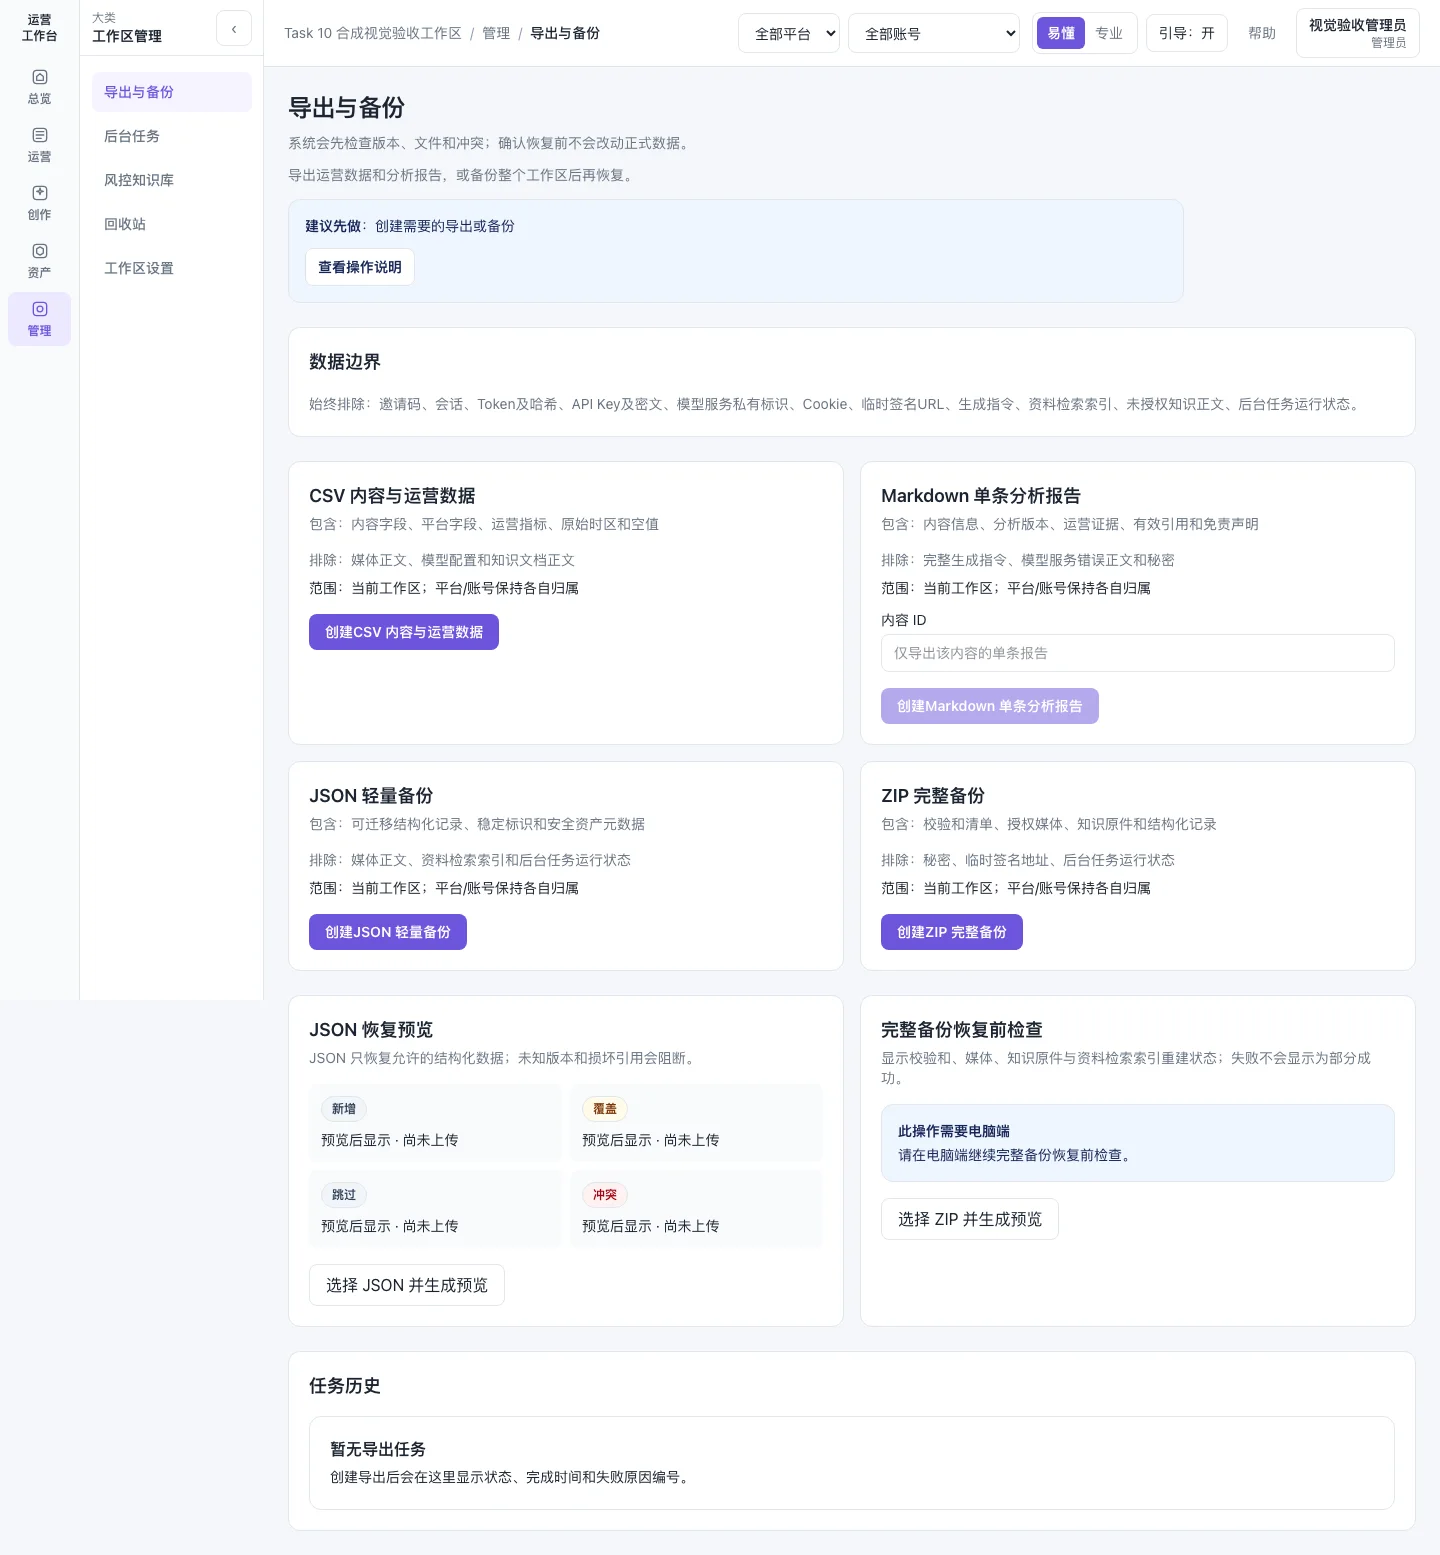 运营
工作台
总览
运营
创作
资产
管理
大类
工作区管理
‹
导出与备份
后台任务
风控知识库
回收站
工作区设置
Task 10 合成视觉验收工作区 / 管理 / 导出与备份
全部平台
全部账号
易懂 专业
引导：开
帮助
视觉验收管理员
管理员
导出与备份
系统会先检查版本、文件和冲突；确认恢复前不会改动正式数据。
导出运营数据和分析报告，或备份整个工作区后再恢复。
建议先做：创建需要的导出或备份
查看操作说明
数据边界
始终排除：邀请码、会话、Token及哈希、API Key及密文、模型服务私有标识、Cookie、临时签名URL、生成指令、资料检索索引、未授权知识正文、后台任务运行状态。
CSV 内容与运营数据
包含：内容字段、平台字段、运营指标、原始时区和空值
排除：媒体正文、模型配置和知识文档正文
范围：当前工作区；平台/账号保持各自归属
创建CSV 内容与运营数据
Markdown 单条分析报告
包含：内容信息、分析版本、运营证据、有效引用和免责声明
排除：完整生成指令、模型服务错误正文和秘密
范围：当前工作区；平台/账号保持各自归属
内容 ID
仅导出该内容的单条报告
创建Markdown 单条分析报告
JSON 轻量备份
包含：可迁移结构化记录、稳定标识和安全资产元数据
排除：媒体正文、资料检索索引和后台任务运行状态
范围：当前工作区；平台/账号保持各自归属
创建JSON 轻量备份
ZIP 完整备份
包含：校验和清单、授权媒体、知识原件和结构化记录
排除：秘密、临时签名地址、后台任务运行状态
范围：当前工作区；平台/账号保持各自归属
创建ZIP 完整备份
JSON 恢复预览
JSON 只恢复允许的结构化数据；未知版本和损坏引用会阻断。
新增
预览后显示 · 尚未上传
覆盖
预览后显示 · 尚未上传
跳过
预览后显示 · 尚未上传
冲突
预览后显示 · 尚未上传
选择 JSON 并生成预览
完整备份恢复前检查
显示校验和、媒体、知识原件与资料检索索引重建状态；失败不会显示为部分成
功。
此操作需要电脑端
请在电脑端继续完整备份恢复前检查。
选择 ZIP 并生成预览
任务历史
暂无导出任务
创建导出后会在这里显示状态、完成时间和失败原因编号。